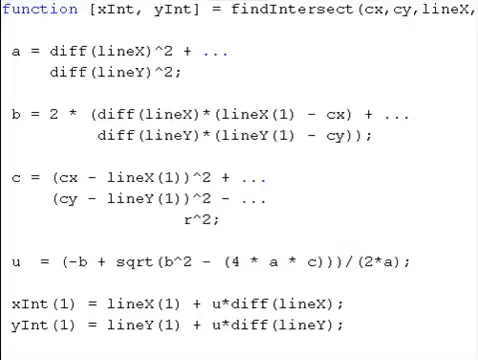 function [xInt, yInt] = findIntersect(cx,cy,lineX,
a = diff(lineX)^2 + ...
diff(lineY)^2;
b = 2 * (diff(lineX)*(lineX(1) - cx) + ...
diff(lineY)*(lineY(1) - cy));
c = (cx - lineX(1))^2 + ...
(cy - lineY(1))^2 - ...
r^2;
u = (-b + sqrt(b^2 - (4 * a * c)))/(2*a);
xInt(1) = lineX(1) + u*diff(lineX);
yInt(1) = lineY(1) + u*diff(lineY);